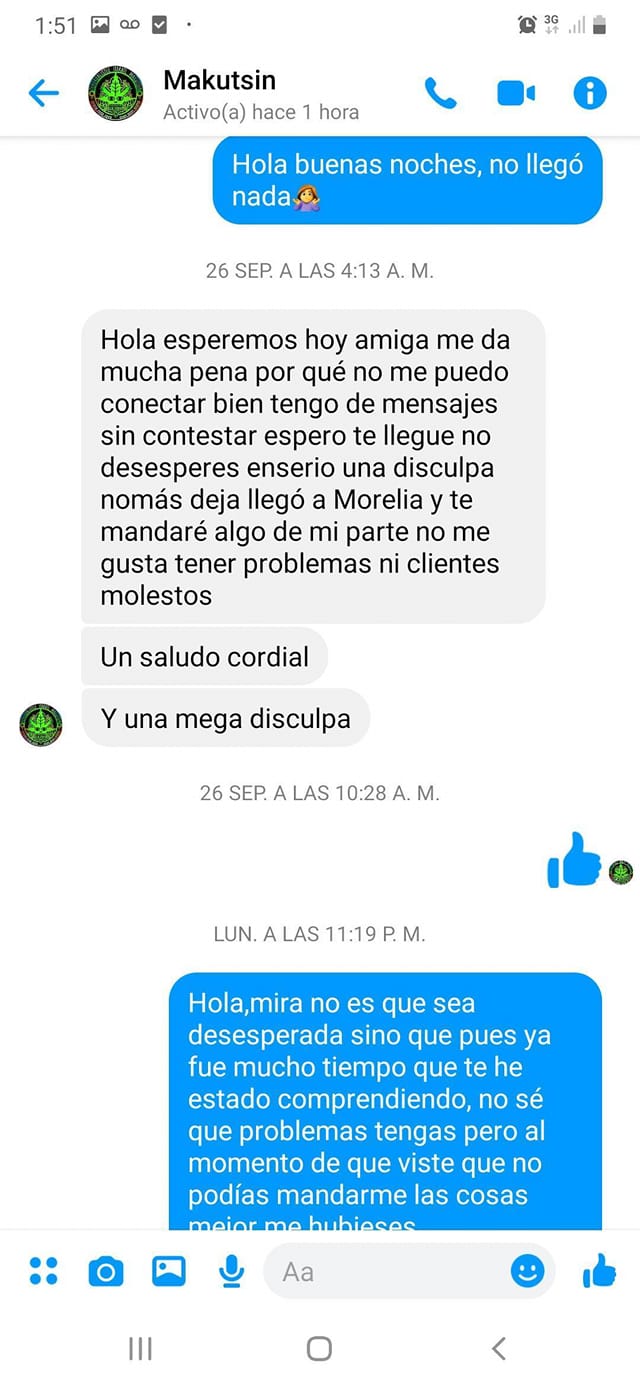 1:51
3G
Makutsin
Activo(a) hace 1 hora
Hola buenas noches, no llegó
nada🤷‍♀️
26 SEP. A LAS 4:13 A. M.
Hola esperemos hoy amiga me da
mucha pena por qué no me puedo
conectar bien tengo de mensajes
sin contestar espero te llegue no
desesperes enserio una disculpa
nomás deja llegó a Morelia y te
mandaré algo de mi parte no me
gusta tener problemas ni clientes
molestos
Un saludo cordial
Y una mega disculpa
26 SEP. A LAS 10:28 A. M.
LUN. A LAS 11:19 P. M.
Hola,mira no es que sea
desesperada sino que pues ya
fue mucho tiempo que te he
estado comprendiendo, no sé
que problemas tengas pero al
momento de que viste que no
podías mandarme las cosas
mejor me hubieses
Aa